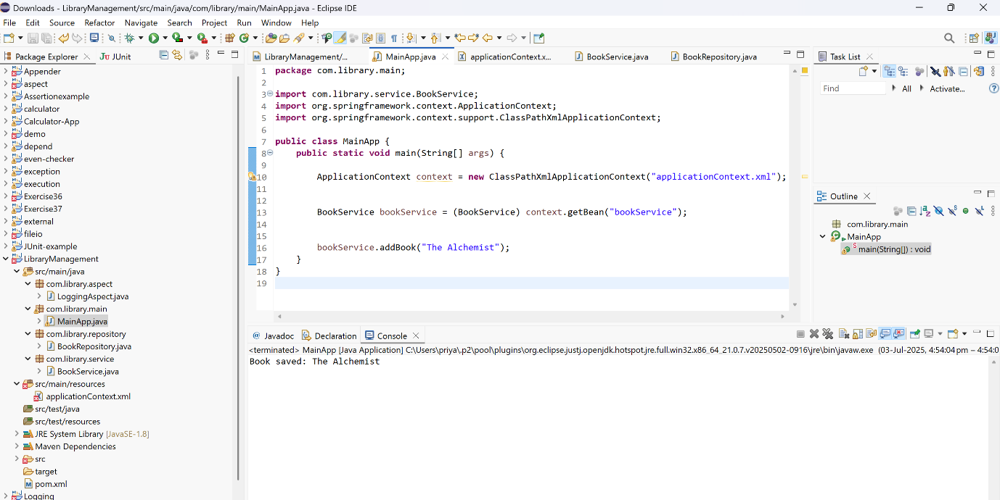 Downloads - LibraryManagement/src/main/java/com/library/main/MainApp.java - Eclipse IDE
File Edit Source Refactor Navigate Search Project Run Window Help
Package Explorer
JUnit
Appender
aspect
Assertionexample
calculator
Calculator-App
demo
depend
even-checker
exception
execution
Exercise36
Exercise37
external
fileio
JUnit-example
LibraryManagement
src/main/java
com.library.aspect
LoggingAspect.java
com.library.main
MainApp.java
com.library.repository
BookRepository.java
com.library.service
BookService.java
src/main/resources
applicationContext.xml
src/test/java
src/test/resources
JRE System Library [JavaSE-1.8]
Maven Dependencies
src
target
pom.xml
Logging
LibraryManagement/... MainApp.java applicationContext.x... BookService.java BookRepository.java
1 package com.library.main;
2
3 import com.library.service.BookService;
4 import org.springframework.context.ApplicationContext;
5 import org.springframework.context.support.ClassPathXmlApplicationContext;
6
7 public class MainApp {
8 public static void main(String[] args) {
9
10 ApplicationContext context = new ClassPathXmlApplicationContext("applicationContext.xml");
11
12
13 BookService bookService = (BookService) context.getBean("bookService");
14
15
16 bookService.addBook("The Alchemist");
17 }
18 }
19
Javadoc Declaration Console
<terminated> MainApp [Java Application] C:\Users\priya\.p2\pool\plugins\org.eclipse.justj.openjdk.hotspot.jre.full.win32.x86_64_21.0.7.v20250502-0916\jre\bin\javaw.exe (03-Jul-2025, 4:54:04 pm – 4:54:0
Book saved: The Alchemist
Task List
Find All Activate...
Outline
com.library.main
MainApp
main(String[]) : void